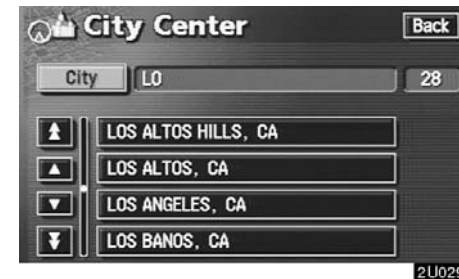 City Center Back
City LO 28
LOS ALTOS HILLS, CA
LOS ALTOS, CA
LOS ANGELES, CA
LOS BANOS, CA
2U029